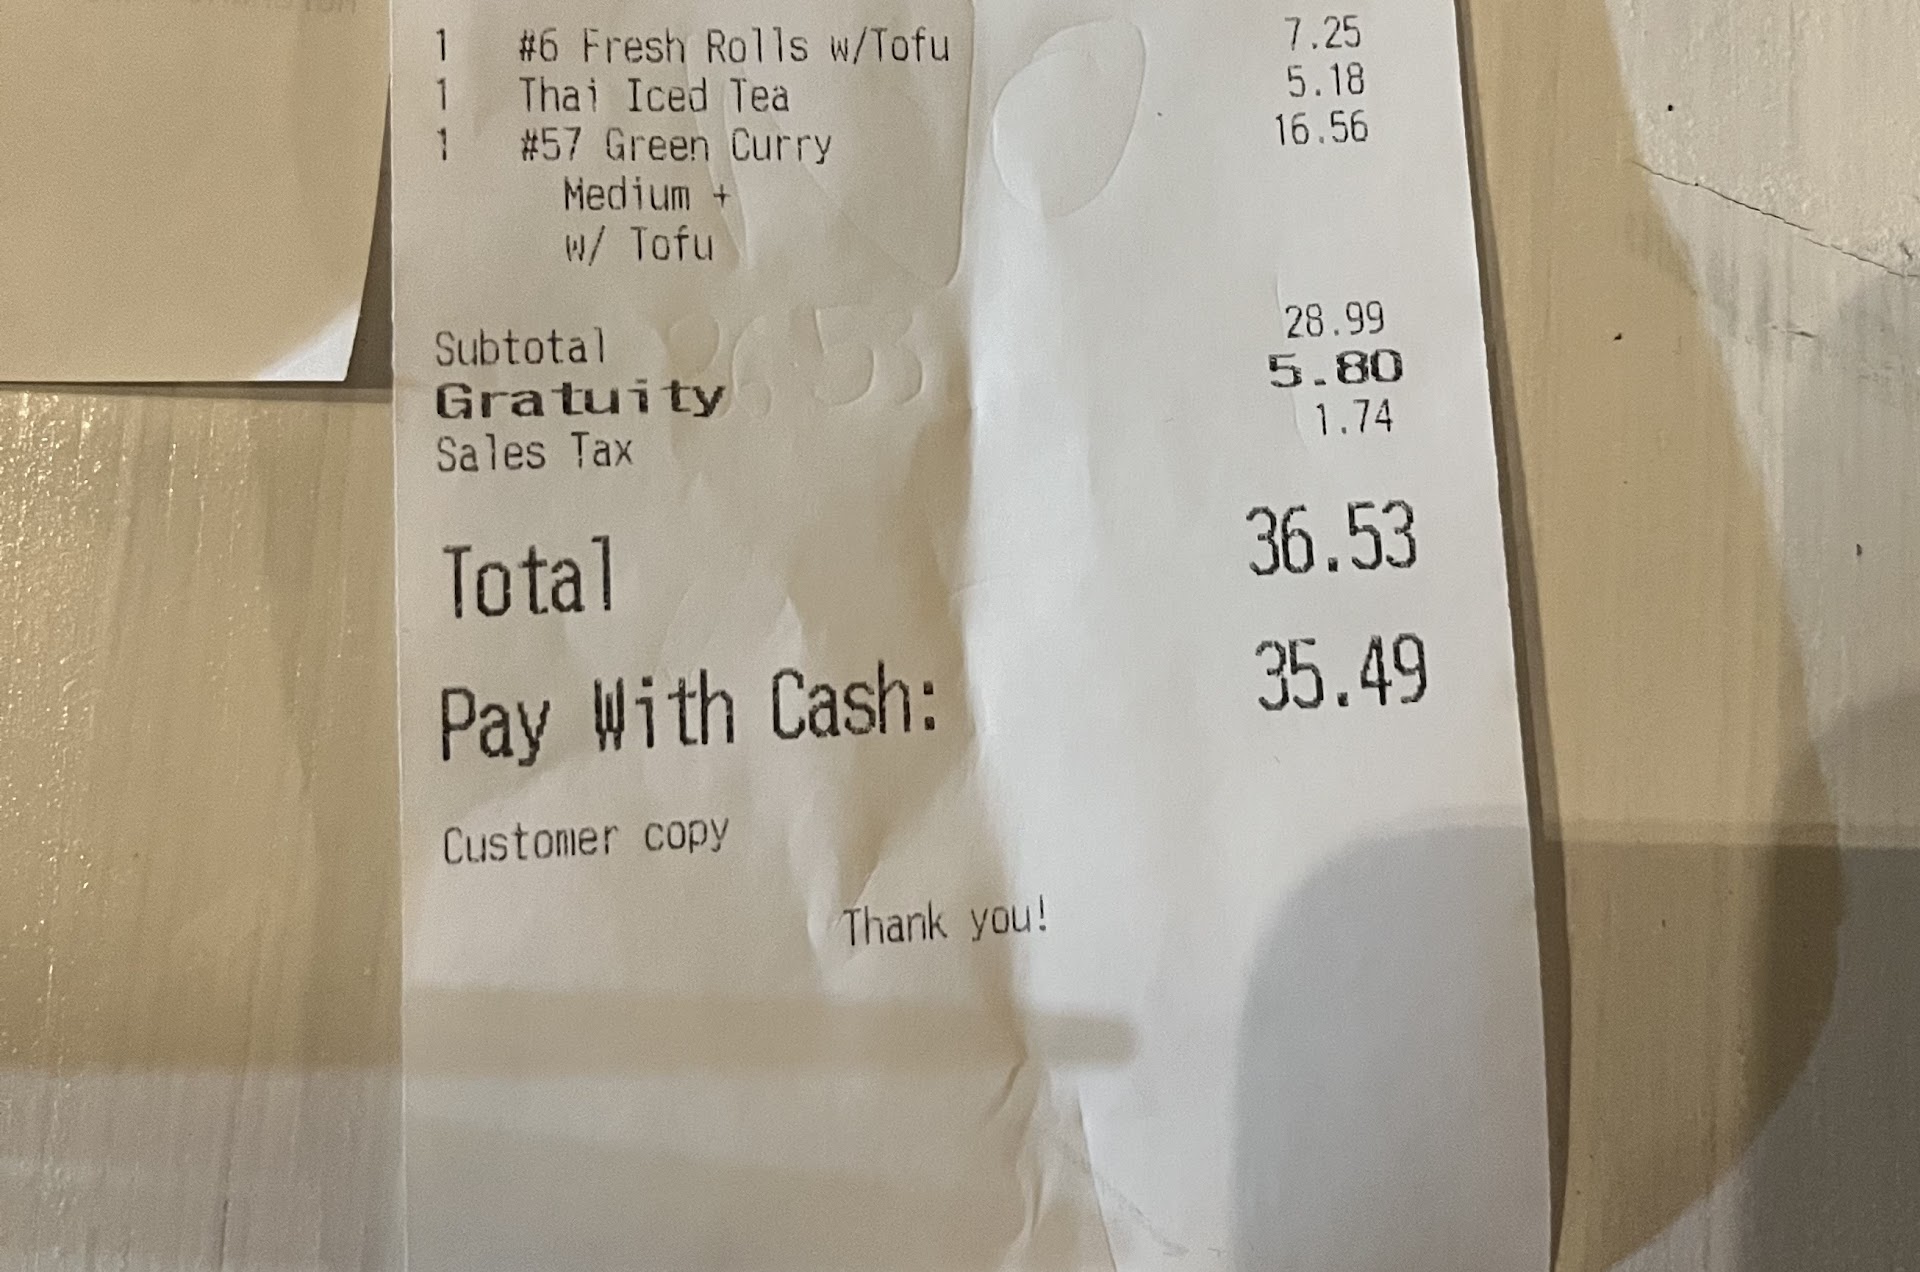 1 #6 Fresh Rolls w/Tofu 7.25
1 Thai Iced Tea 5.18
1 #57 Green Curry 16.56
Medium +
w/ Tofu
Subtotal 28.99
Gratuity 5.80
Sales Tax 1.74
Total 36.53
Pay With Cash: 35.49
Customer copy
Thank you!